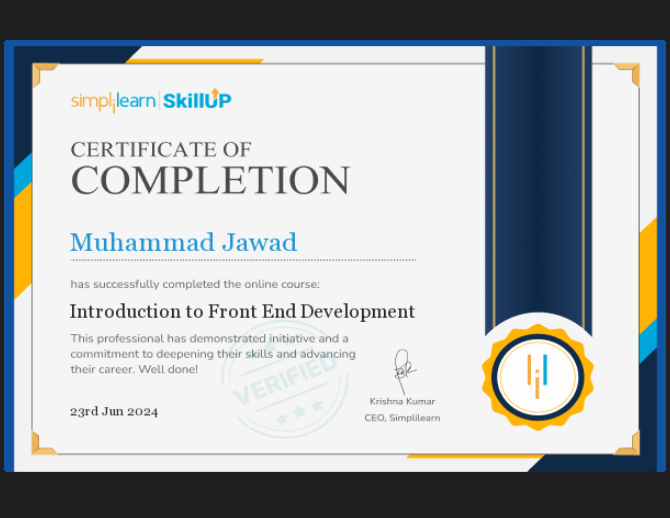 simplilearn | SkillUP
CERTIFICATE OF
COMPLETION
Muhammad Jawad
has successfully completed the online course:
Introduction to Front End Development
This professional has demonstrated initiative and a
commitment to deepening their skills and advancing
their career. Well done!
VERIFIED
23rd Jun 2024
Krishna Kumar
CEO, Simplilearn